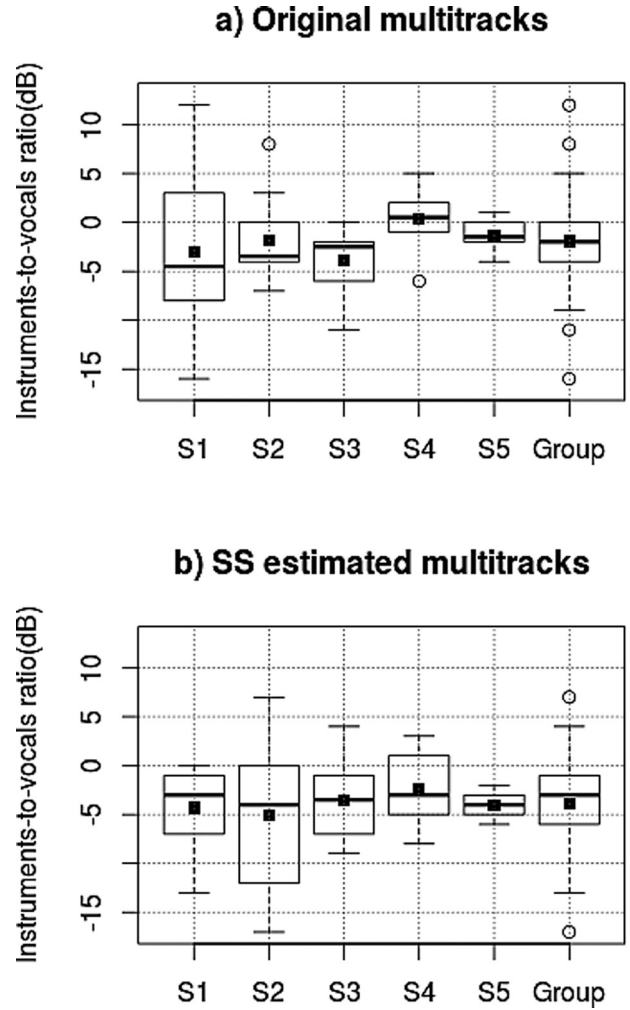 a) Original multitracks
Instruments-to-vocals ratio(dB)
10
5
0
-5
-15
S1 S2 S3 S4 S5 Group
b) SS estimated multitracks
Instruments-to-vocals ratio(dB)
10
5
0
-5
-15
S1 S2 S3 S4 S5 Group